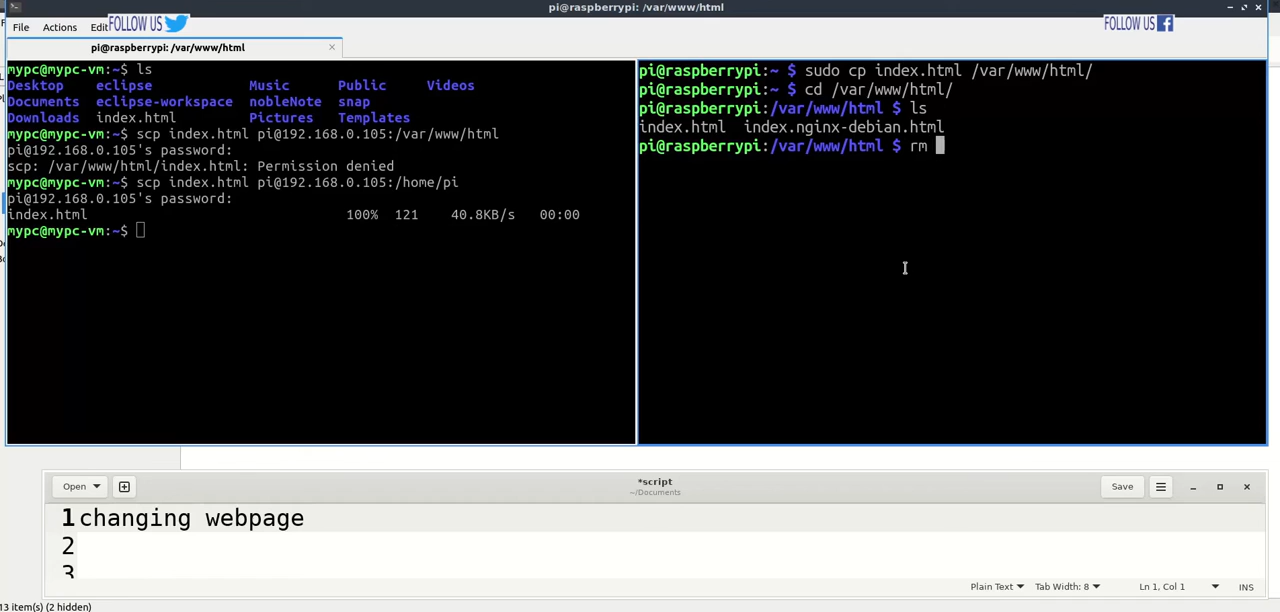 pi@raspberrypi: /var/www/html
File Actions Edit
FOLLOW US
FOLLOW US
pi@raspberrypi: /var/www/html
mypc@mypc-vm:~$ ls
Desktop eclipse Music Public Videos
Documents eclipse-workspace nobleNote snap
Downloads index.html Pictures Templates
mypc@mypc-vm:~$ scp index.html pi@192.168.0.105:/var/www/html
pi@192.168.0.105's password:
scp: /var/www/html/index.html: Permission denied
mypc@mypc-vm:~$ scp index.html pi@192.168.0.105:/home/pi
pi@192.168.0.105's password:
index.html 100% 121 40.8KB/s 00:00
mypc@mypc-vm:~$
pi@raspberrypi:~ $ sudo cp index.html /var/www/html/
pi@raspberrypi:~ $ cd /var/www/html/
pi@raspberrypi:/var/www/html $ ls
index.html index.nginx-debian.html
pi@raspberrypi:/var/www/html $ rm
Open
*script
~/Documents
Save
1 changing webpage
2
3
Plain Text Tab Width: 8 Ln 1, Col 1 INS
13 item(s) (2 hidden)